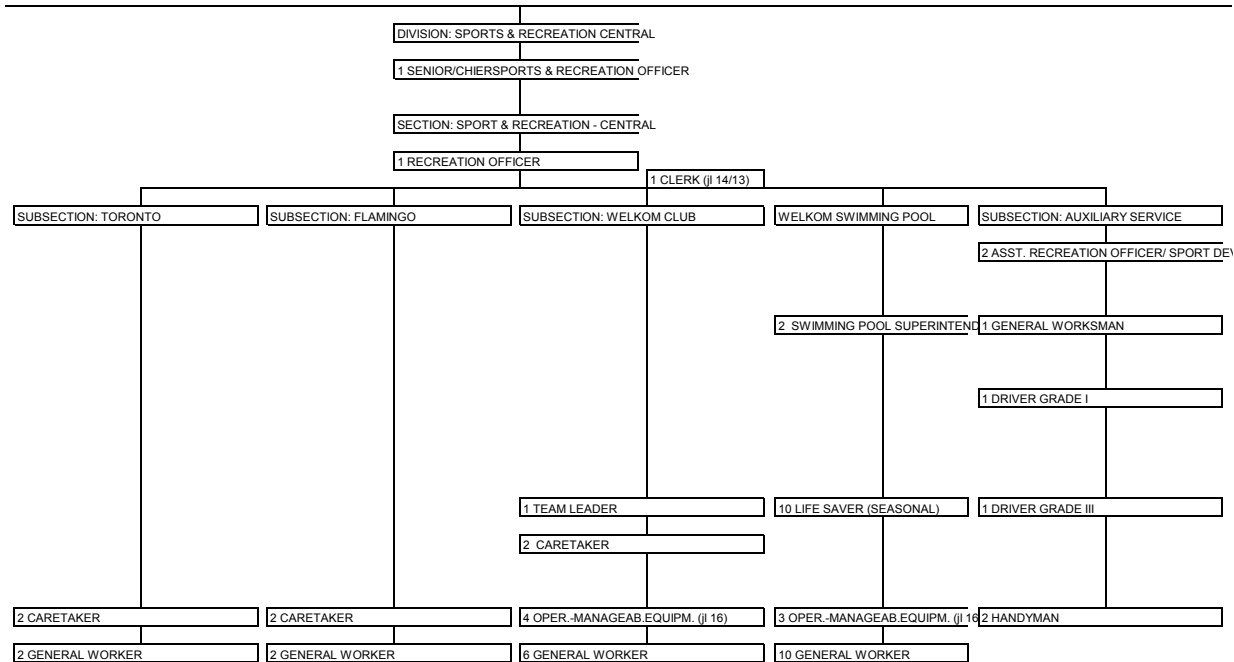 DIVISION: SPORTS & RECREATION CENTRAL
1 SENIOR/CHIERSPORTS & RECREATION OFFICER
SECTION: SPORT & RECREATION - CENTRAL
1 RECREATION OFFICER
1 CLERK (jl 14/13)
SUBSECTION: TORONTO
SUBSECTION: FLAMINGO
SUBSECTION: WELKOM CLUB
WELKOM SWIMMING POOL
SUBSECTION: AUXILIARY SERVICE
2 ASST. RECREATION OFFICER/ SPORT DEV
2 SWIMMING POOL SUPERINTEND
1 GENERAL WORKSMAN
1 DRIVER GRADE I
1 TEAM LEADER
10 LIFE SAVER (SEASONAL)
1 DRIVER GRADE III
2 CARETAKER
2 CARETAKER
2 CARETAKER
4 OPER.-MANAGEAB.EQUIPM. (jl 16)
3 OPER.-MANAGEAB.EQUIPM. (jl 16
2 HANDYMAN
2 GENERAL WORKER
2 GENERAL WORKER
6 GENERAL WORKER
10 GENERAL WORKER